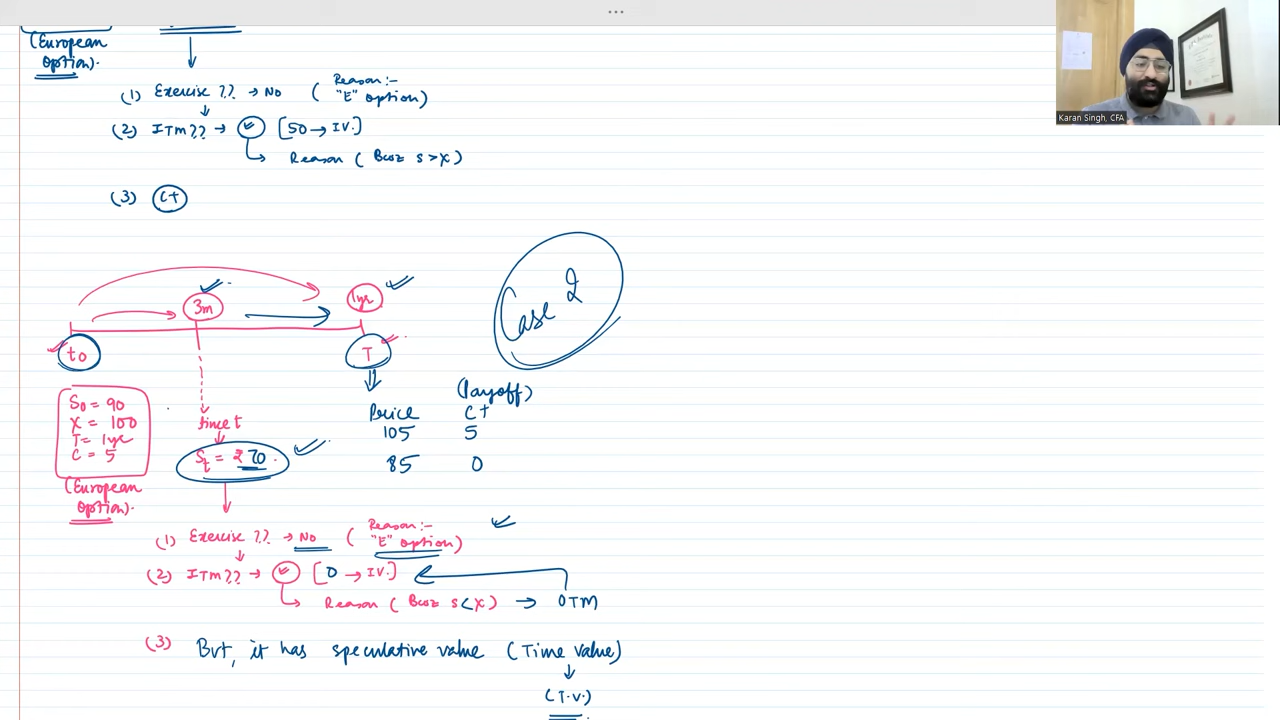 (European
Option).
(1) Exercise ?? → No ( Reason:-
"E" option)
(2) ITM?? → [50 → I.V.]
Reason ( Bcoz S>X)
(3) C+
Karan Singh, CFA
3m
1yr
Case 2
t0
T
S0 = 90
X = 100
T = 1yr
C = 5
(European
Option).
since t
St = 70
Price
105
85
(Payoff)
C+
5
0
(1) Exercise ?? → No ( Reason:-
"E" option)
(2) ITM?? → [0 → I.V.]
Reason ( Bcoz S<X) → OTM
(3) But, it has speculative value (Time value)
(T.V.)